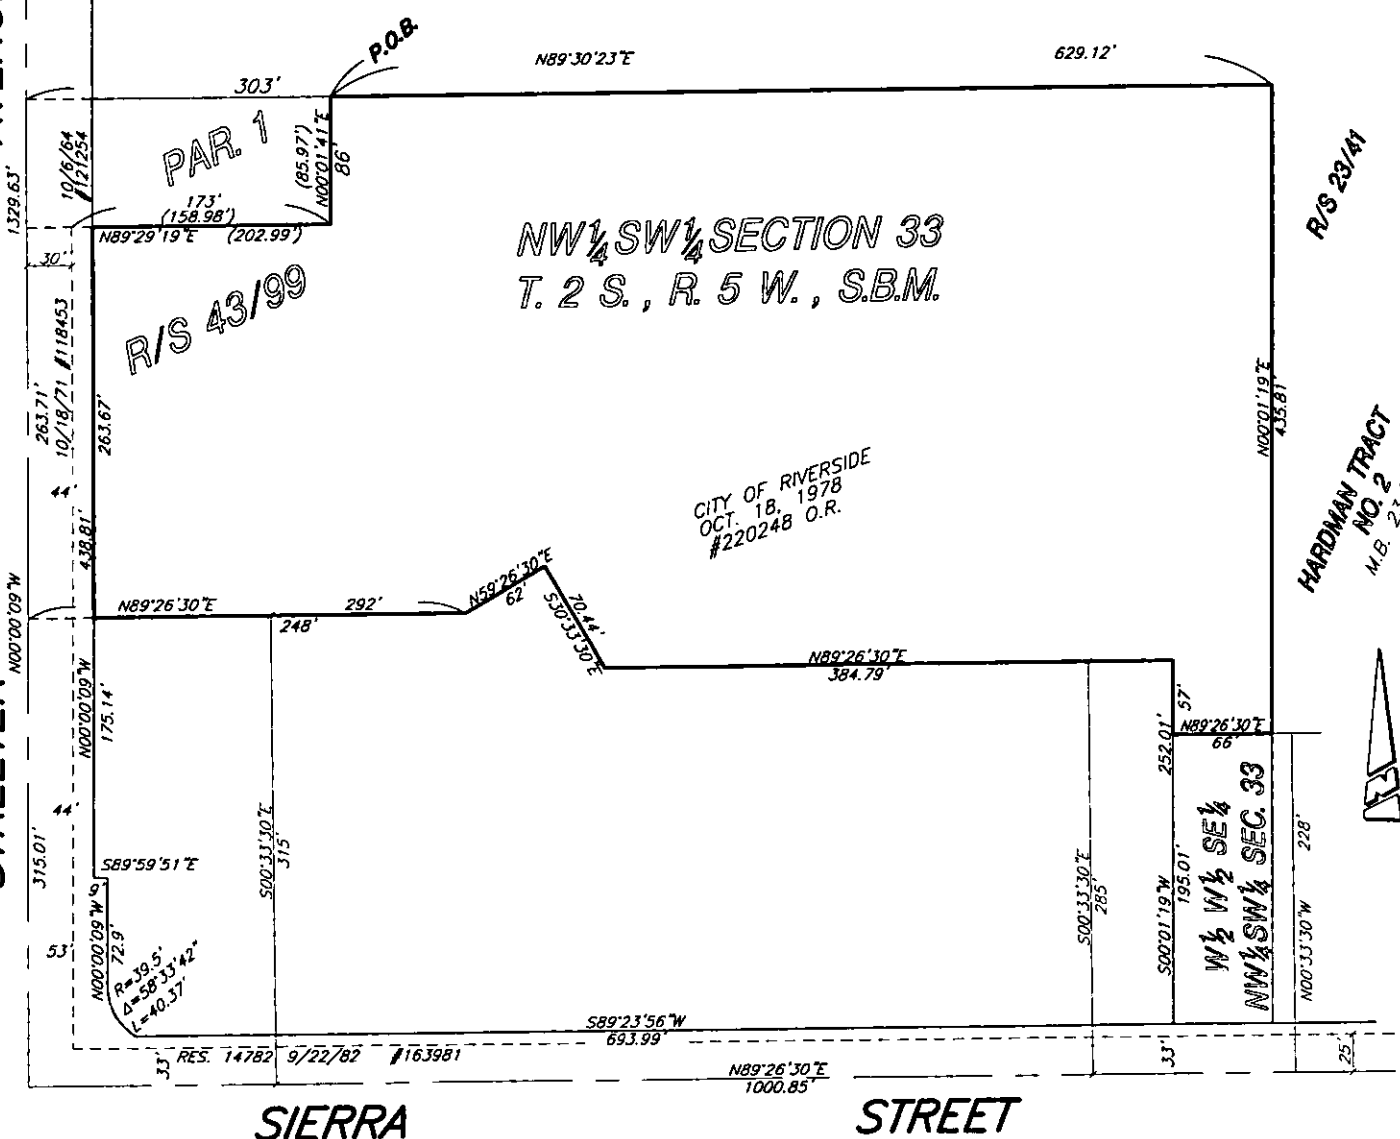 P.O.B.
N89°30'23"E
629.12'
303'
PAR. 1
10/6/64
#121254
(85.97')
N00°01'41"E
86'
1329.63'
173'
(158.98')
N89°29'19"E
(202.99')
30'
R/S 23/41
NW¼ SW¼ SECTION 33
T. 2 S., R. 5 W., S.B.M.
R/S 43/99
263.71'
10/18/71 #118453
263.67'
44'
438.81'
N00°01'19"E
435.81'
CITY OF RIVERSIDE
OCT. 18, 1978
#220248 O.R.
HARDMAN TRACT
NO. 2
M.B. 23
N00°00'09"W
N89°26'30"E
292'
248'
N59°26'30"E
62'
70.44'
S30°33'30"E
N89°26'30"E
384.79'
57'
N89°26'30"E
66'
252.01'
N00°00'09"W
175.14'
44'
315.01'
S89°59'51"E
9'
S00°33'30"E
315'
S00°33'30"E
285'
S00°01'19"W
195.01'
W½ W½ SE¼
NW¼ SW¼ SEC. 33
228'
N00°33'30"W
53'
N00°00'09"W
72.9'
R=39.5'
Δ=58°33'42"
L=40.37'
S89°23'56"W
693.99'
33'
RES. 14782 9/22/82 #163981
33'
25'
N89°26'30"E
1000.85'
SIERRA STREET